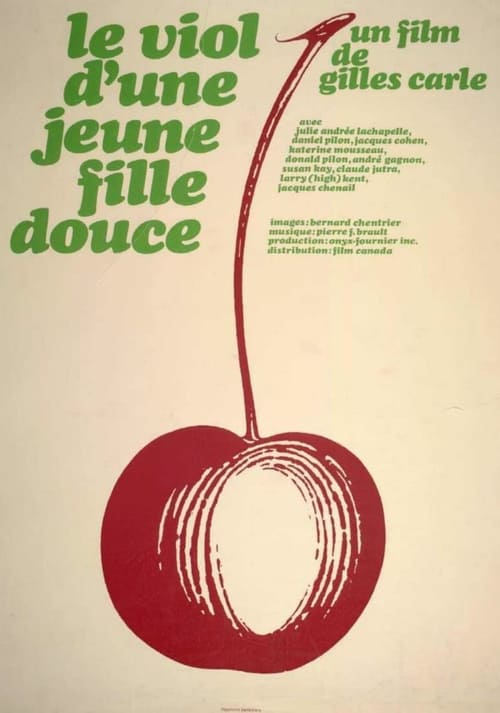 le viol
d'une
jeune
fille
douce
un film
de
gilles carle
avec
julie andrée lachapelle,
daniel pilon, jacques cohen,
katerine mousseau,
donald pilon, andré gagnon,
susan kay, claude jutra,
larry (high) kent,
jacques chenail
images: bernard chentrier
musique: pierre f. brault
production: onyx-fournier inc.
distribution: film canada